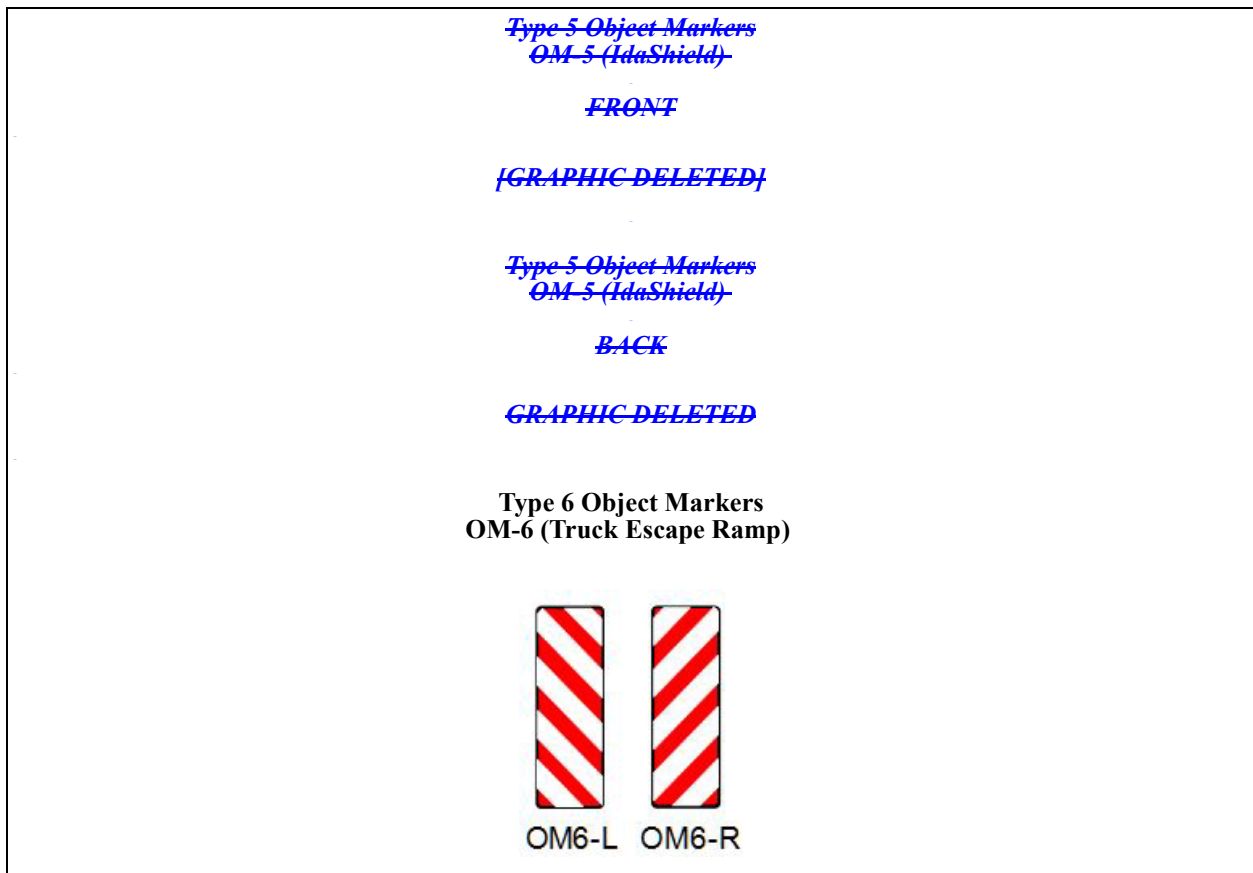 Type 5 Object Markers
OM-5 (IdaShield)
FRONT
[GRAPHIC DELETED]
Type 5 Object Markers
OM-5 (IdaShield)
BACK
GRAPHIC DELETED
Type 6 Object Markers
OM-6 (Truck Escape Ramp)
OM6-L OM6-R